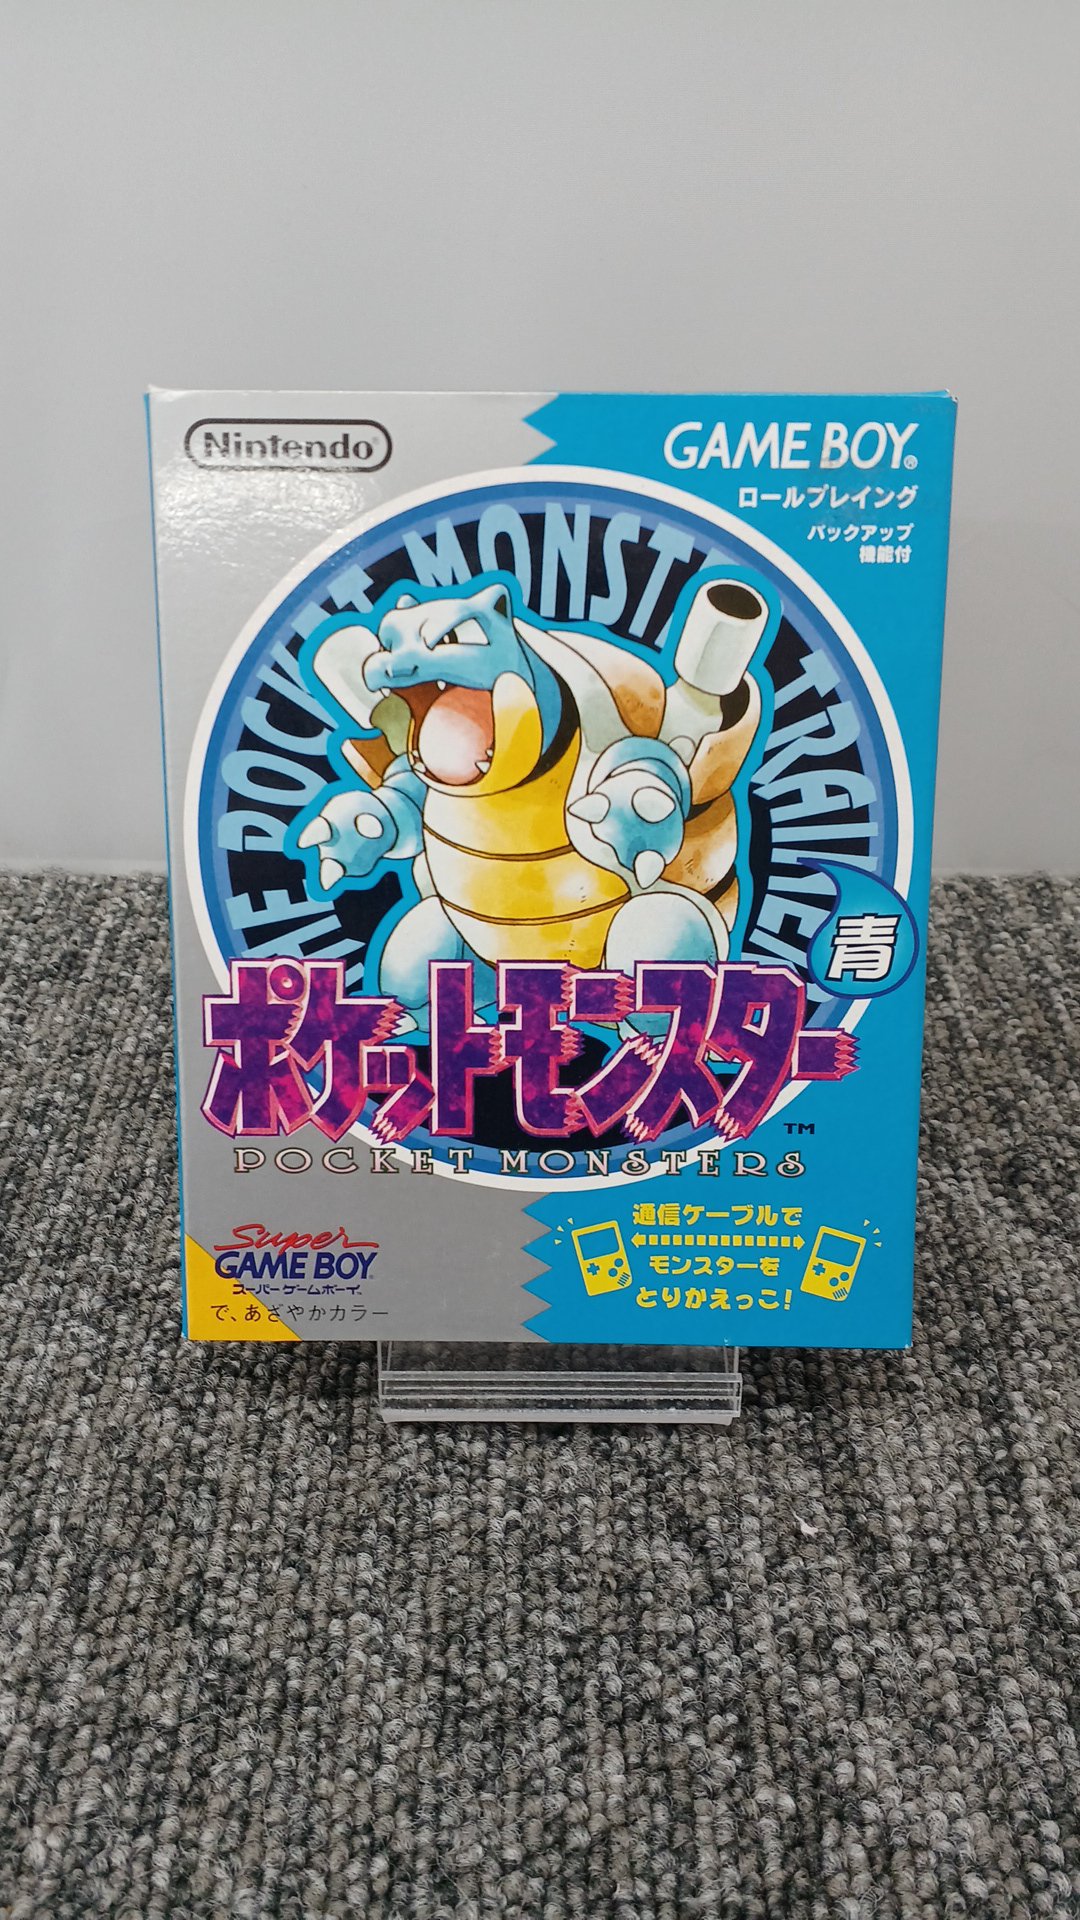 Nintendo®
GAME BOY®
ロールプレイング
バックアップ
機能付
THE POCKET MONSTER TRAINER
青
ポケットモンスター
TM
POCKET MONSTERS
Super
GAME BOY
スーパーゲームボーイ
で、あざやかカラー
通信ケーブルで
モンスターを
とりかえっこ！